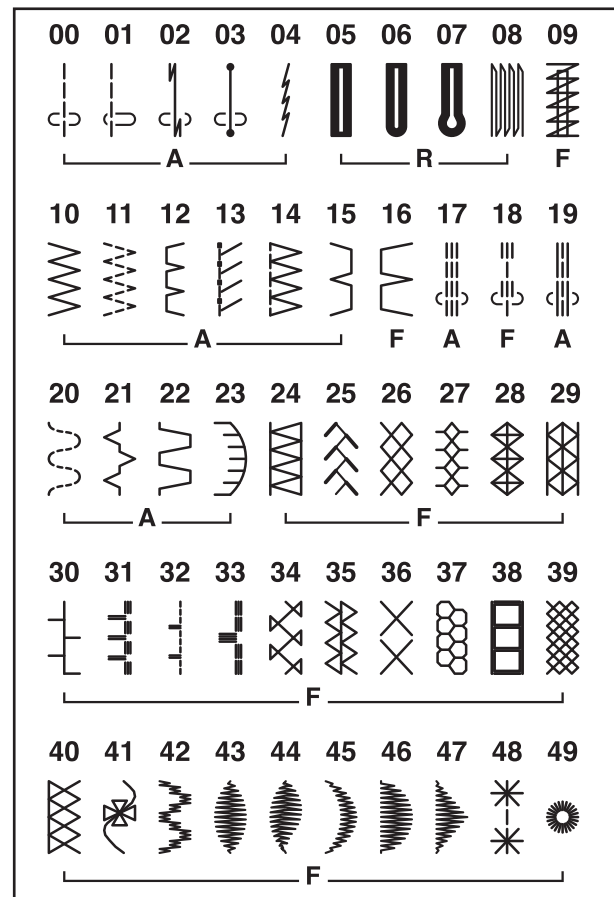 00 01 02 03 04 05 06 07 08 09
A R F
10 11 12 13 14 15 16 17 18 19
A F A F A
20 21 22 23 24 25 26 27 28 29
A F
30 31 32 33 34 35 36 37 38 39
F
40 41 42 43 44 45 46 47 48 49
F